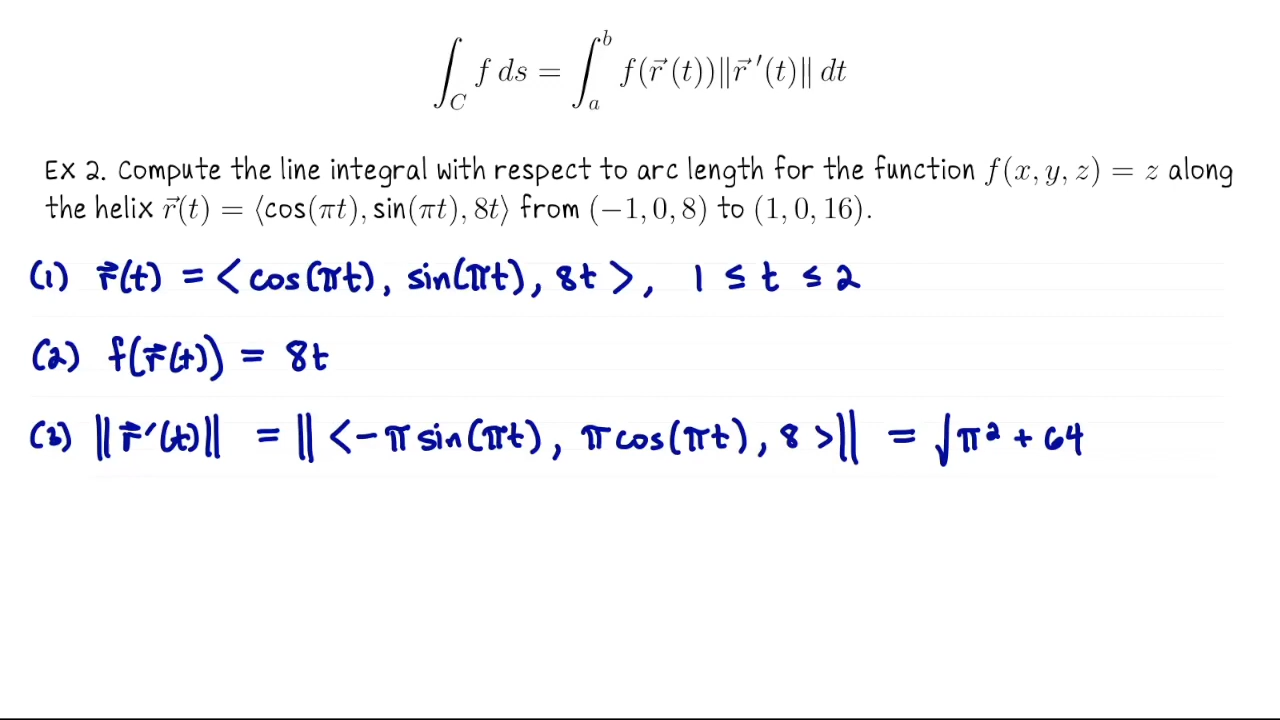 ∫_C f ds = ∫_a^b f(r⃗(t))‖r⃗′(t)‖ dt
Ex 2. Compute the line integral with respect to arc length for the function f(x, y, z) = z along
the helix r⃗(t) = ⟨cos(πt), sin(πt), 8t⟩ from (−1, 0, 8) to (1, 0, 16).
(1) r⃗(t) = <cos(πt), sin(πt), 8t>, 1 ≤ t ≤ 2
(2) f(r⃗(t)) = 8t
(3) ‖r⃗′(t)‖ = ‖<−π sin(πt), π cos(πt), 8>‖ = √(π² + 64)